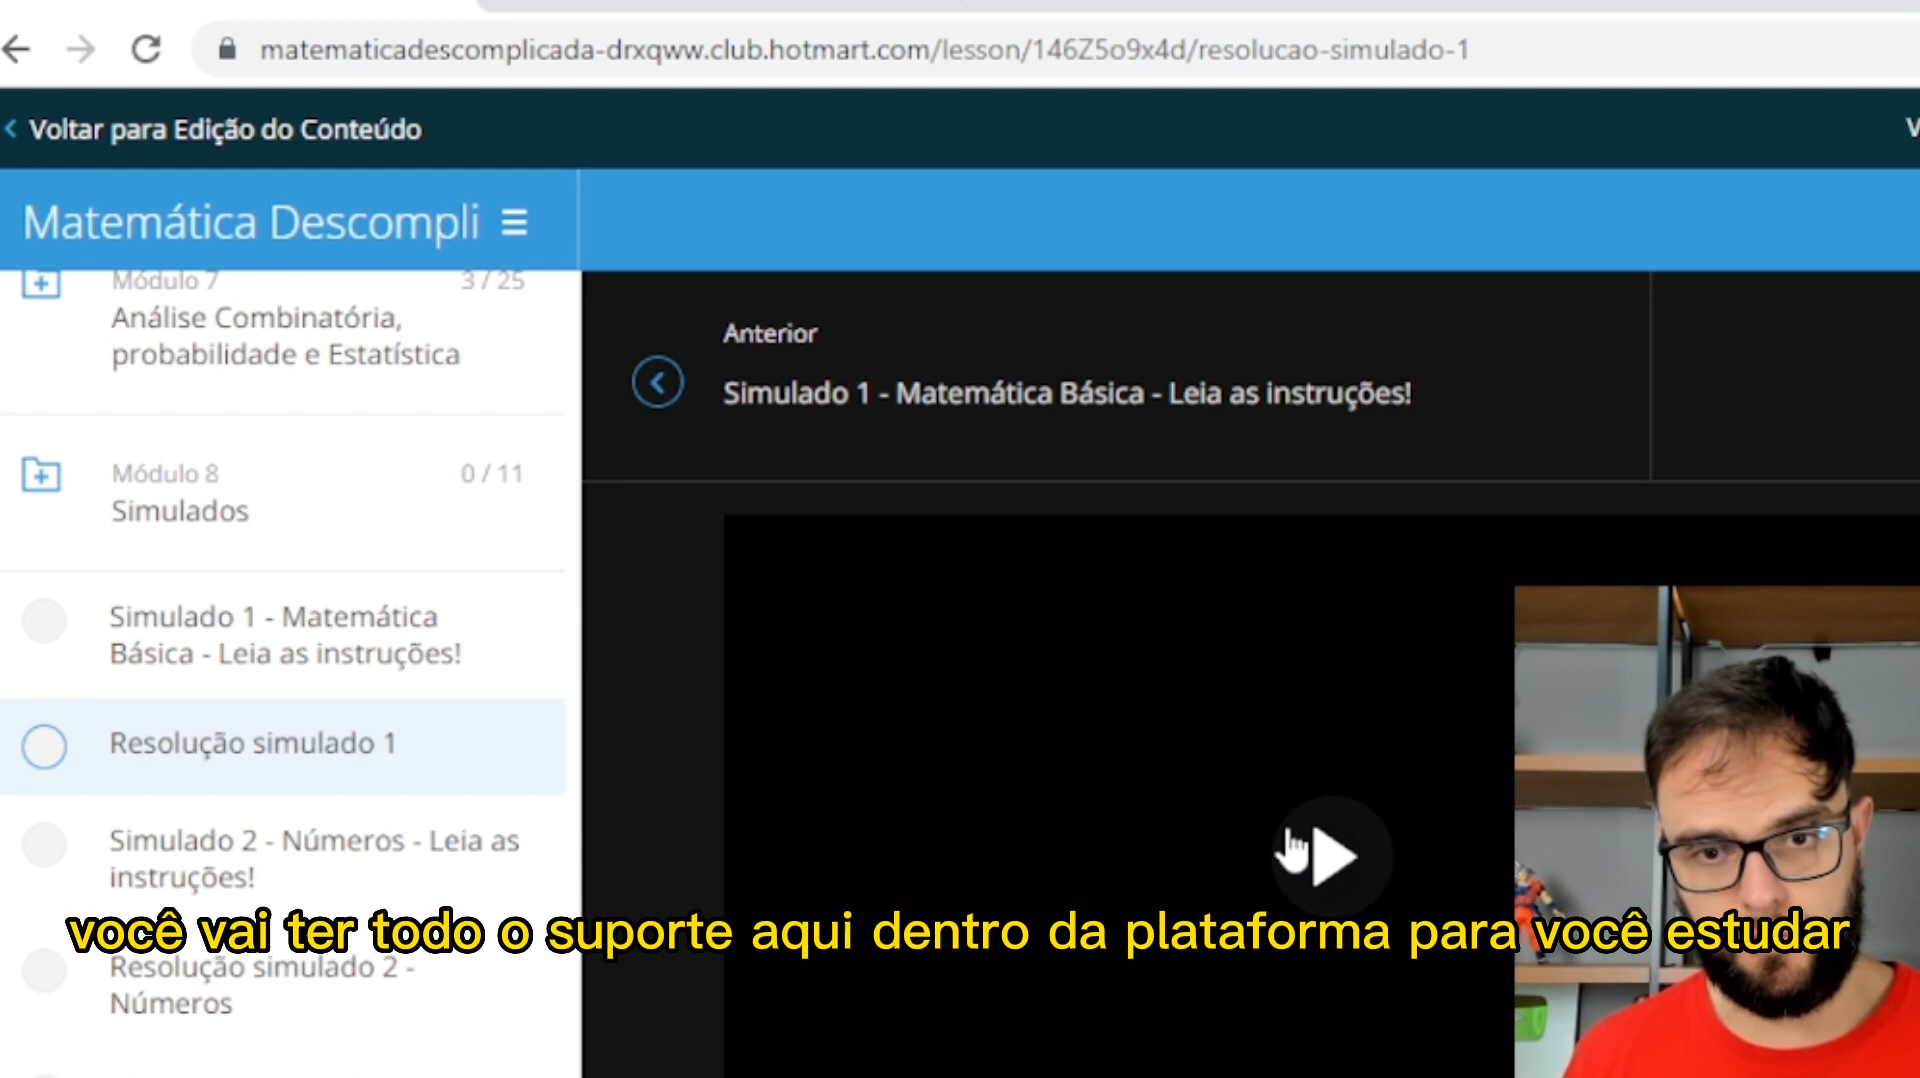 matematicadescomplicada-drxqww.club.hotmart.com/lesson/146Z5o9x4d/resolucao-simulado-1
Voltar para Edição do Conteúdo
V
Matemática Descompli
Módulo 7 3 / 25
Análise Combinatória,
probabilidade e Estatística
Módulo 8 0 / 11
Simulados
Simulado 1 - Matemática
Básica - Leia as instruções!
Resolução simulado 1
Simulado 2 - Números - Leia as
instruções!
Resolução simulado 2 -
Números
Anterior
Simulado 1 - Matemática Básica - Leia as instruções!
você vai ter todo o suporte aqui dentro da plataforma para você estudar